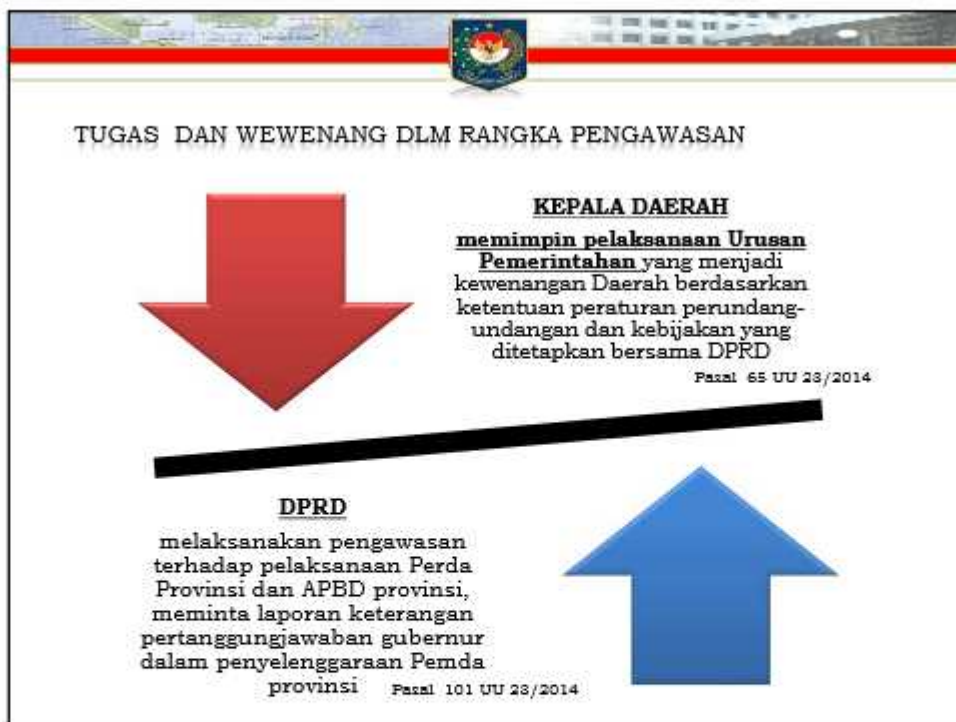 TUGAS DAN WEWENANG DLM RANGKA PENGAWASAN
KEPALA DAERAH
memimpin pelaksanaan Urusan
Pemerintahan yang menjadi
kewenangan Daerah berdasarkan
ketentuan peraturan perundang-
undangan dan kebijakan yang
ditetapkan bersama DPRD
Pasal 65 UU 23/2014
DPRD
melaksanakan pengawasan
terhadap pelaksanaan Perda
Provinsi dan APBD provinsi,
meminta laporan keterangan
pertanggungjawaban gubernur
dalam penyelenggaraan Pemda
provinsi Pasal 101 UU 23/2014